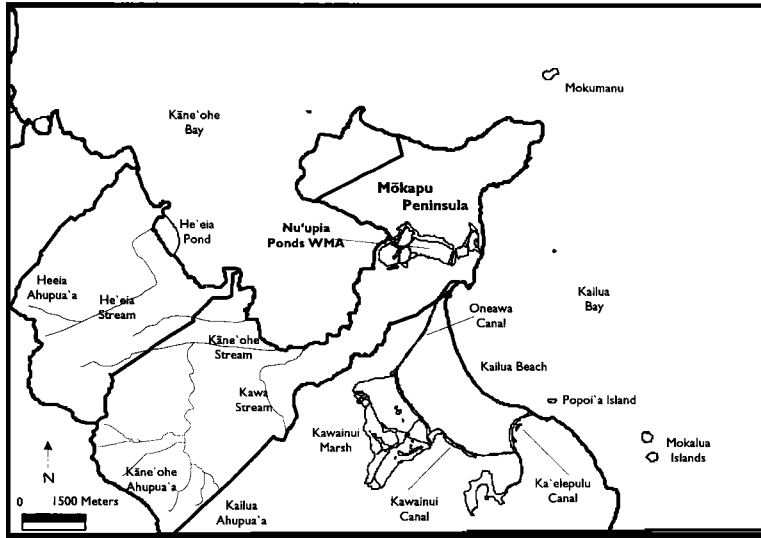 Mokumanu
Kāne`ohe
Bay
Mōkapu
Peninsula
Nu'upia
Ponds WMA
He`eia
Pond
Heeia
Ahupua`a
He`eia
Stream
Kailua
Bay
Oneawa
Canal
Kāne`ohe
Stream
Kailua Beach
Kawa
Stream
Popoi`a Island
Kawainui
Marsh
Mokalua
Islands
Kāne`ohe
Ahupua`a
Ka`elepulu
Canal
Kawainui
Canal
Kailua
Ahupua`a
N
0 1500 Meters